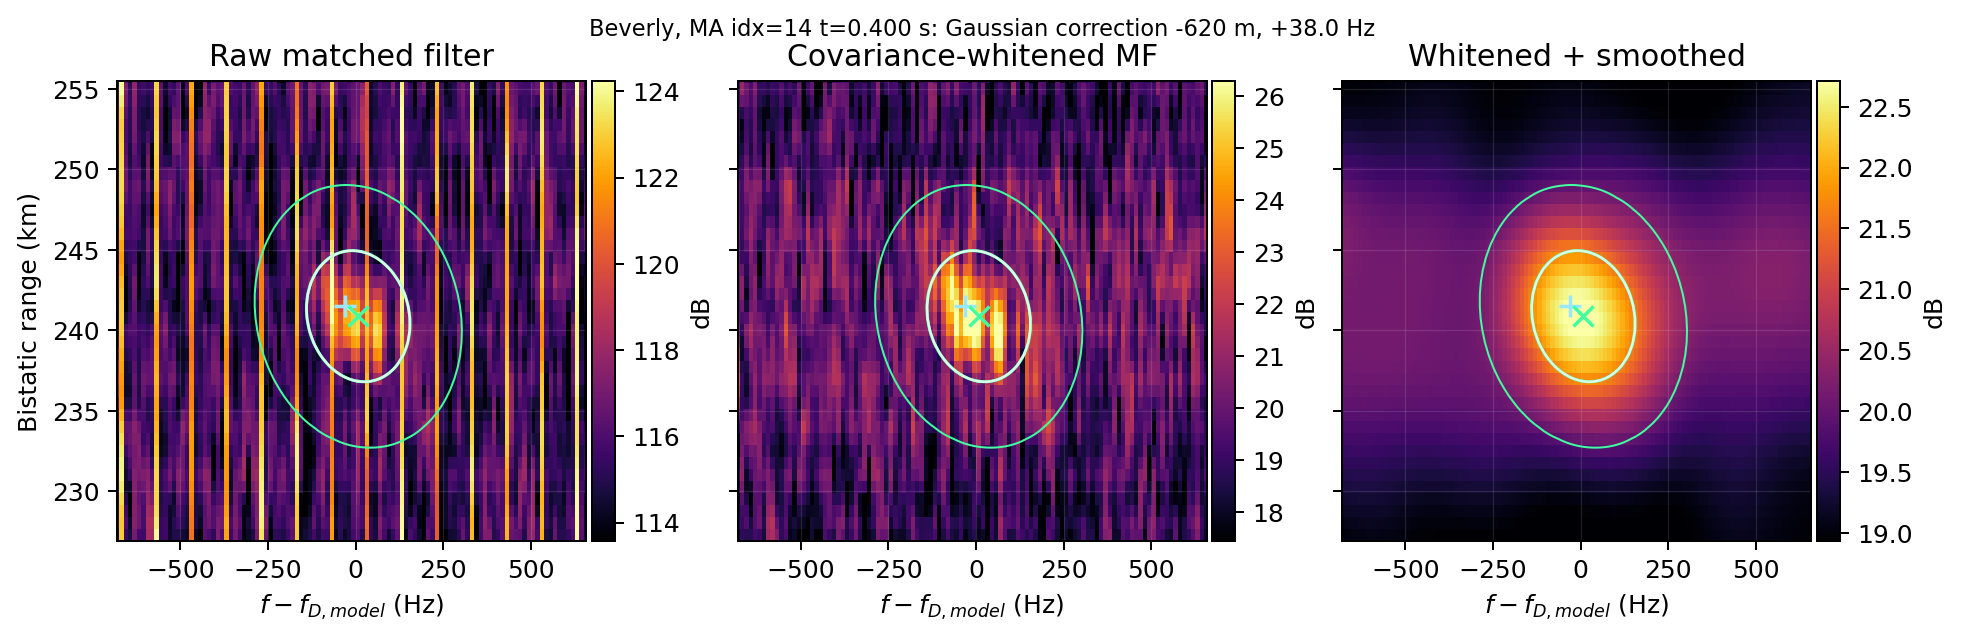 Beverly, MA idx=14 t=0.400 s: Gaussian correction -620 m, +38.0 Hz
Raw matched filter
Covariance-whitened MF
Whitened + smoothed
Bistatic range (km)
255
250
245
240
235
230
−500 −250 0 250 500
f − f_{D, model} (Hz)
124
122
120
118
116
114
dB
−500 −250 0 250 500
f − f_{D, model} (Hz)
26
25
24
23
22
21
20
19
18
dB
−500 −250 0 250 500
f − f_{D, model} (Hz)
22.5
22.0
21.5
21.0
20.5
20.0
19.5
19.0
dB